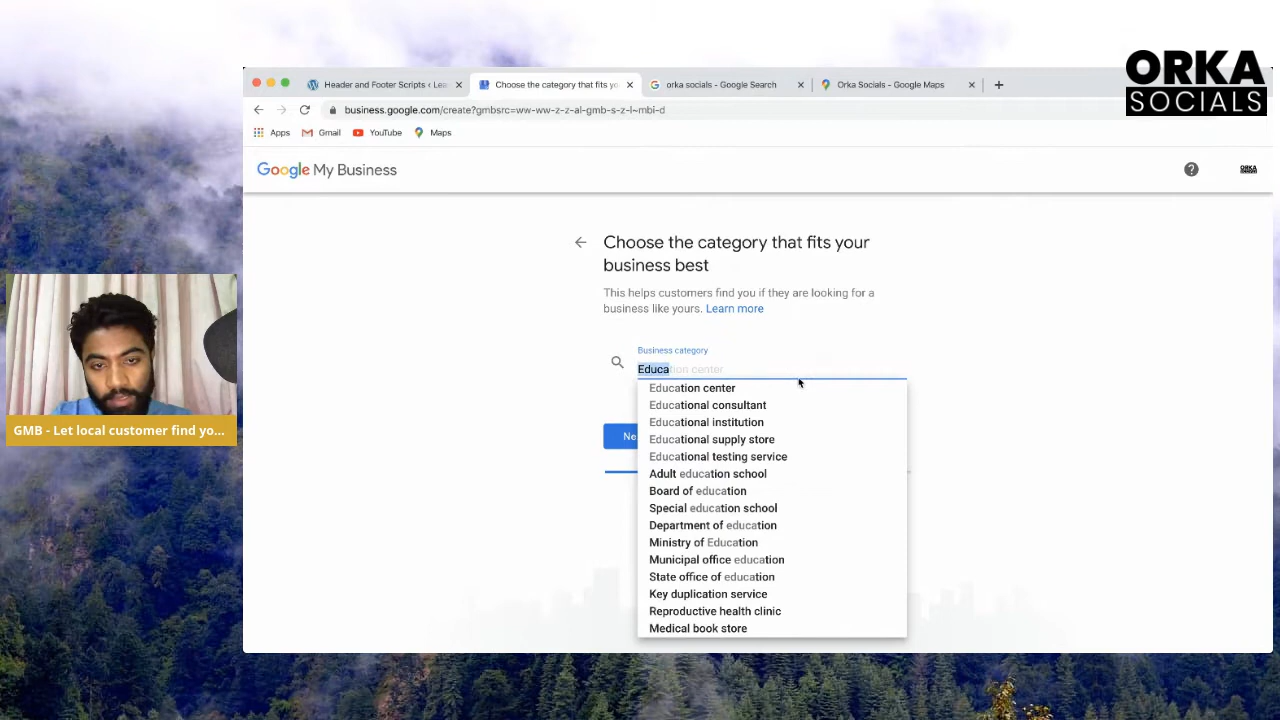 ORKA
SOCIALS
Header and Footer Scripts ‹ Lea
Choose the category that fits yo
orka socials - Google Search
Orka Socials - Google Maps
business.google.com/create?gmbsrc=ww-ww-z-z-al-gmb-s-z-l~mbi-d
Apps
Gmail
YouTube
Maps
Google My Business
Choose the category that fits your
business best
This helps customers find you if they are looking for a
business like yours. Learn more
Business category
Education center
Education center
Educational consultant
Educational institution
Ne
Educational supply store
Educational testing service
Adult education school
Board of education
Special education school
Department of education
Ministry of Education
Municipal office education
State office of education
Key duplication service
Reproductive health clinic
Medical book store
GMB - Let local customer find yo...